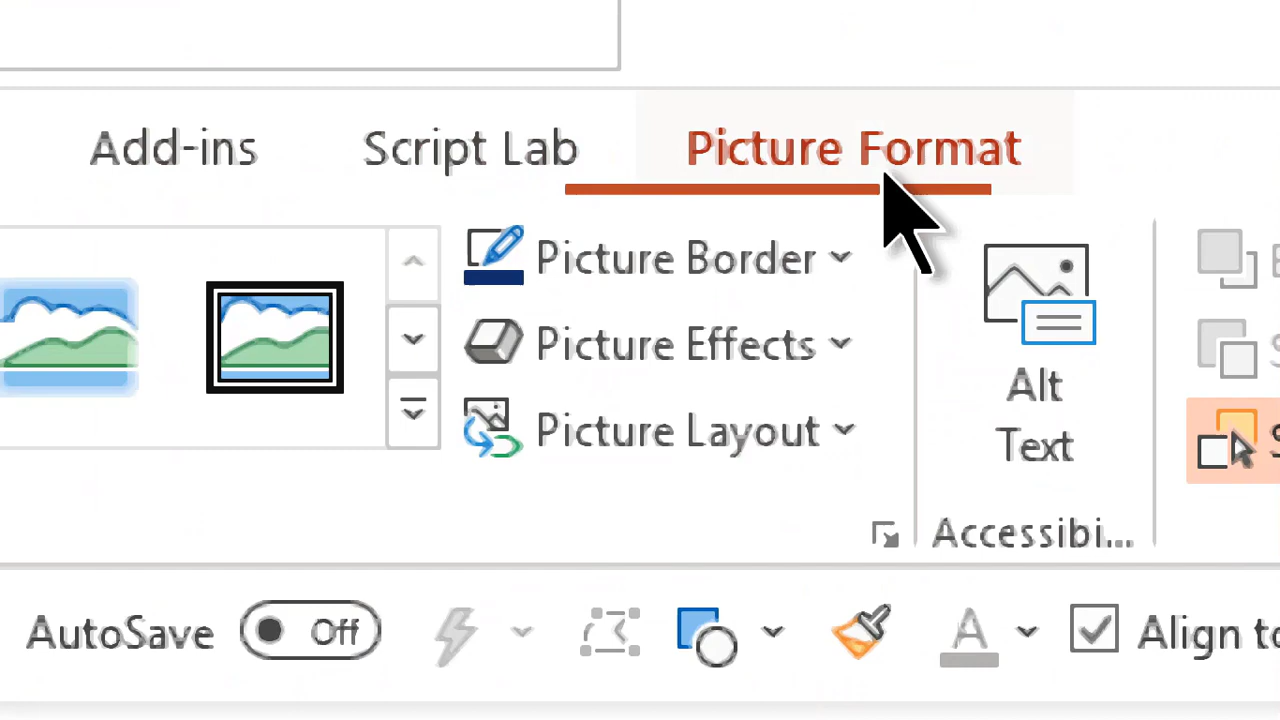 Add-ins Script Lab Picture Format
Picture Border
Picture Effects
Picture Layout
Alt
Text
Accessibi...
AutoSave Off A Align to